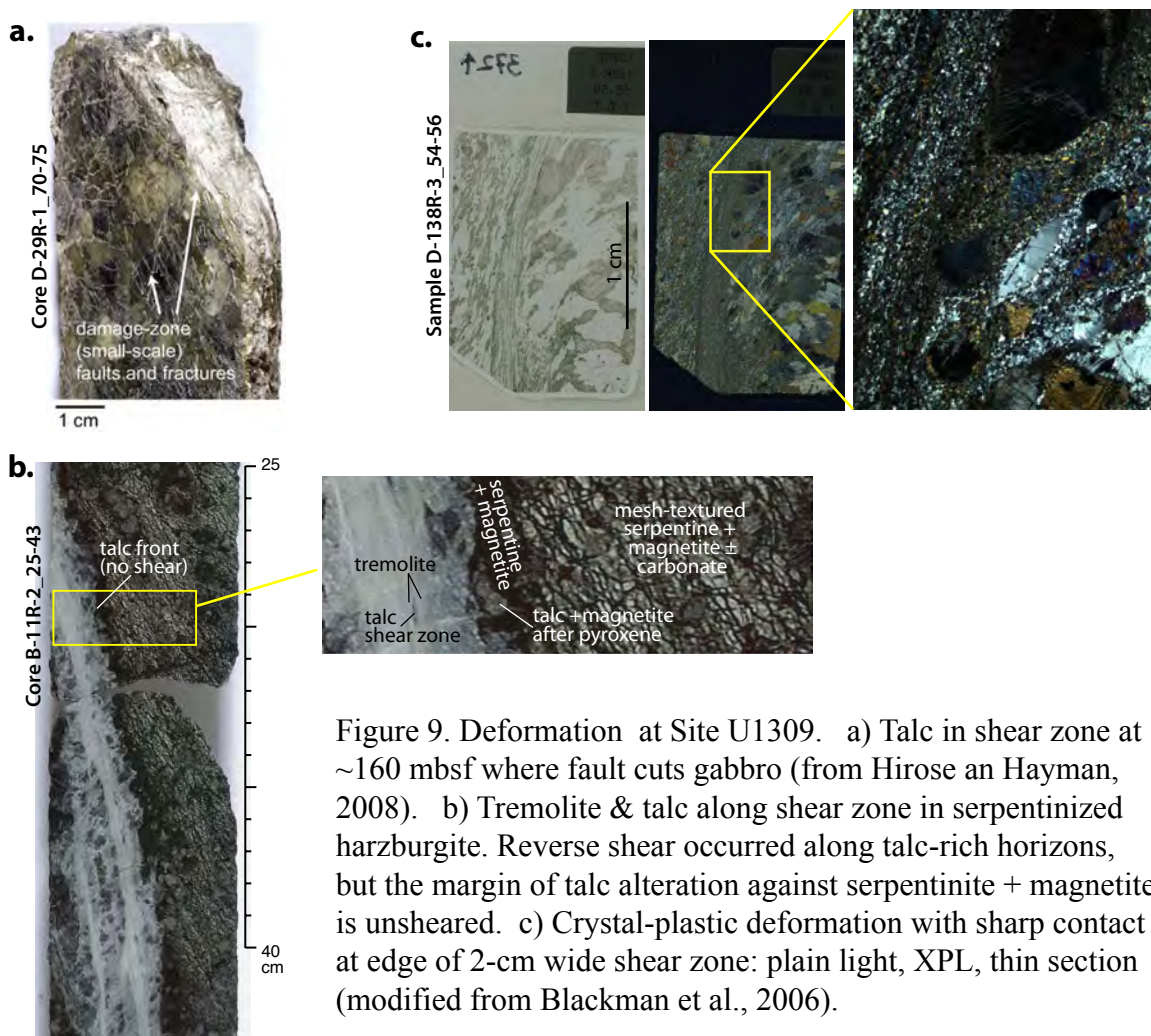 a.
Core D-29R-1_70-75
damage-zone
(small-scale)
faults and fractures
1 cm
c.
Sample D-138R-3_54-56
372↑
1 cm
b.
Core B-11R-2_25-43
25
talc front
(no shear)
40
cm
tremolite
talc
shear zone
serpentine
+ magnetite
talc +magnetite
after pyroxene
mesh-textured
serpentine +
magnetite ±
carbonate
Figure 9. Deformation at Site U1309. a) Talc in shear zone at
~160 mbsf where fault cuts gabbro (from Hirose an Hayman,
2008). b) Tremolite & talc along shear zone in serpentinized
harzburgite. Reverse shear occurred along talc-rich horizons,
but the margin of talc alteration against serpentinite + magnetite
is unsheared. c) Crystal-plastic deformation with sharp contact
at edge of 2-cm wide shear zone: plain light, XPL, thin section
(modified from Blackman et al., 2006).